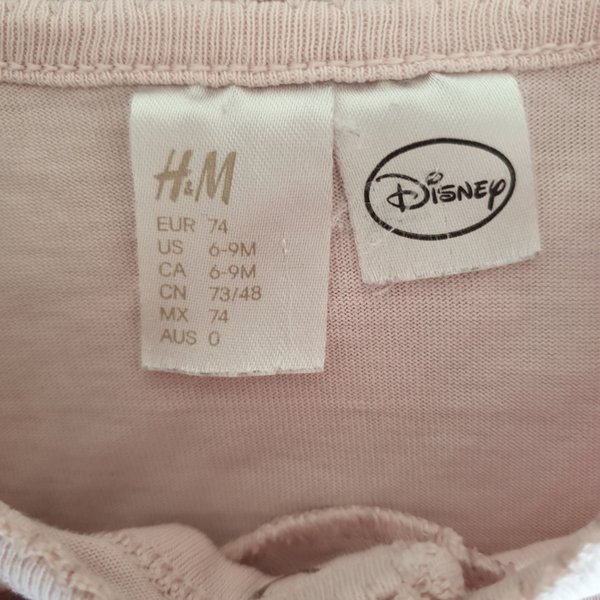 H&M
EUR 74
US 6-9M
CA 6-9M
CN 73/48
MX 74
AUS 0
Disney